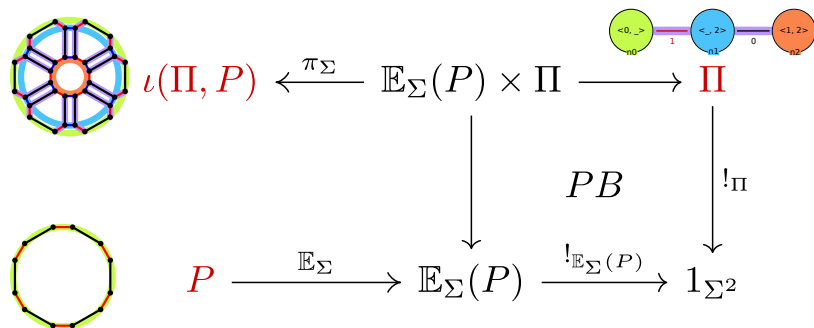 <0, _> <_, 2> <1, 2>
1 0
n0 n1 n2
ι(Π, P) π_Σ 𝔼_Σ(P) × Π Π
PB !_Π
P 𝔼_Σ 𝔼_Σ(P) !_{𝔼_Σ(P)} 1_{Σ²}